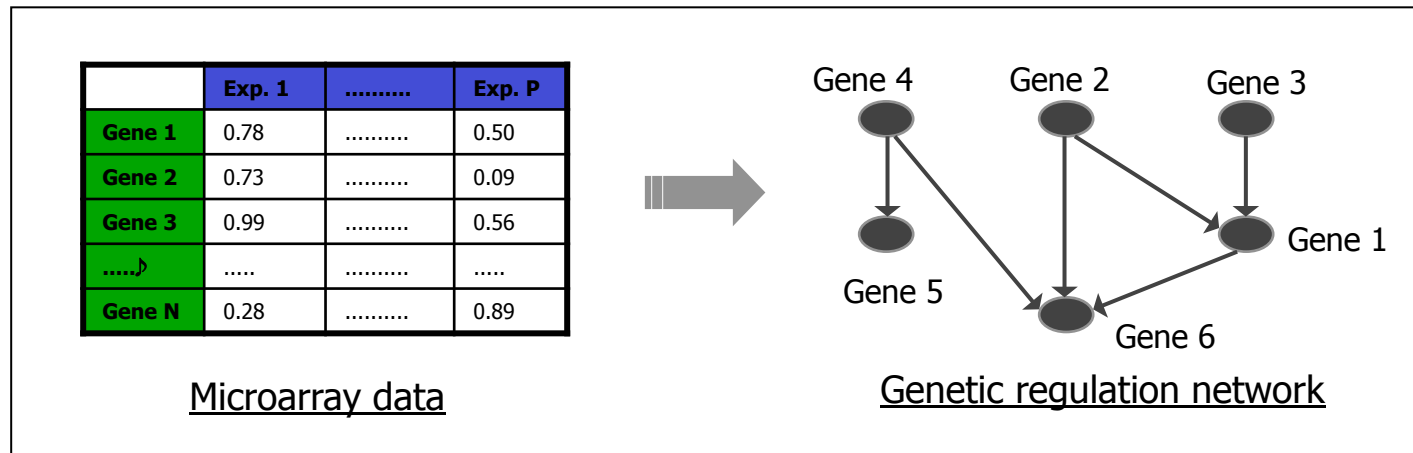 Exp. 1 .......... Exp. P
Gene 1 0.78 .......... 0.50
Gene 2 0.73 .......... 0.09
Gene 3 0.99 .......... 0.56
.....♪ ..... .......... .....
Gene N 0.28 .......... 0.89
Microarray data
Gene 4 Gene 2 Gene 3
Gene 1
Gene 5
Gene 6
Genetic regulation network